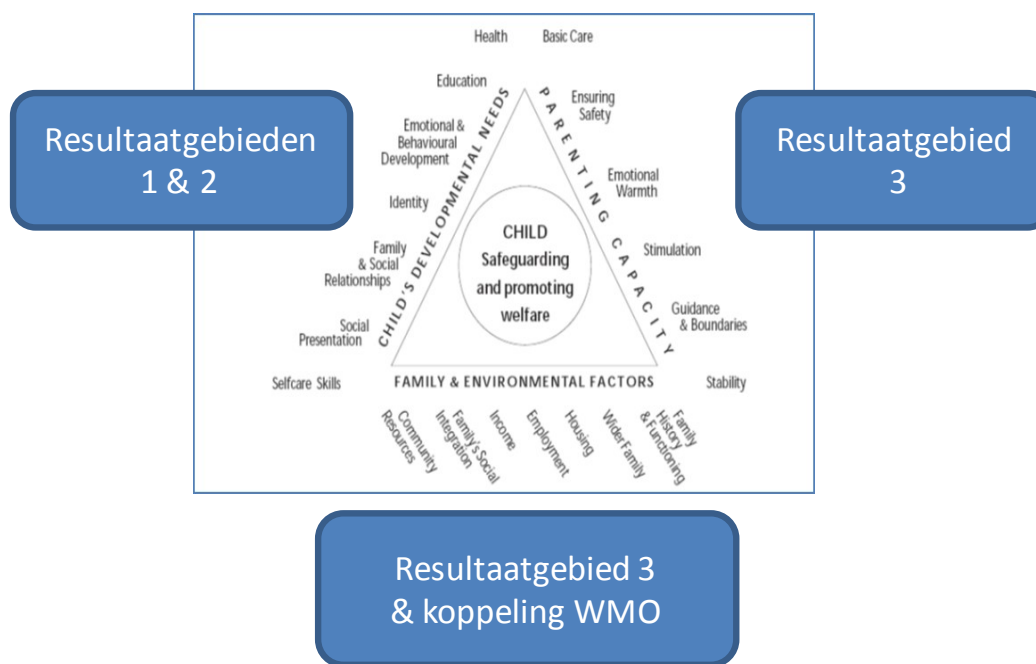 Health
Basic Care
Education
Ensuring
Safety
Emotional &
Behavioural
Development
Emotional
Warmth
Identity
Family
& Social
Relationships
Stimulation
Social
Presentation
Guidance
& Boundaries
Selfcare Skills
Stability
CHILD'S DEVELOPMENTAL NEEDS
PARENTING CAPACITY
CHILD
Safeguarding
and promoting
welfare
FAMILY & ENVIRONMENTAL FACTORS
Community
Resources
Family's Social
Integration
Income
Employment
Housing
Wider Family
Family
History
& Functioning
Resultaatgebieden
1 & 2
Resultaatgebied
3
Resultaatgebied 3
& koppeling WMO